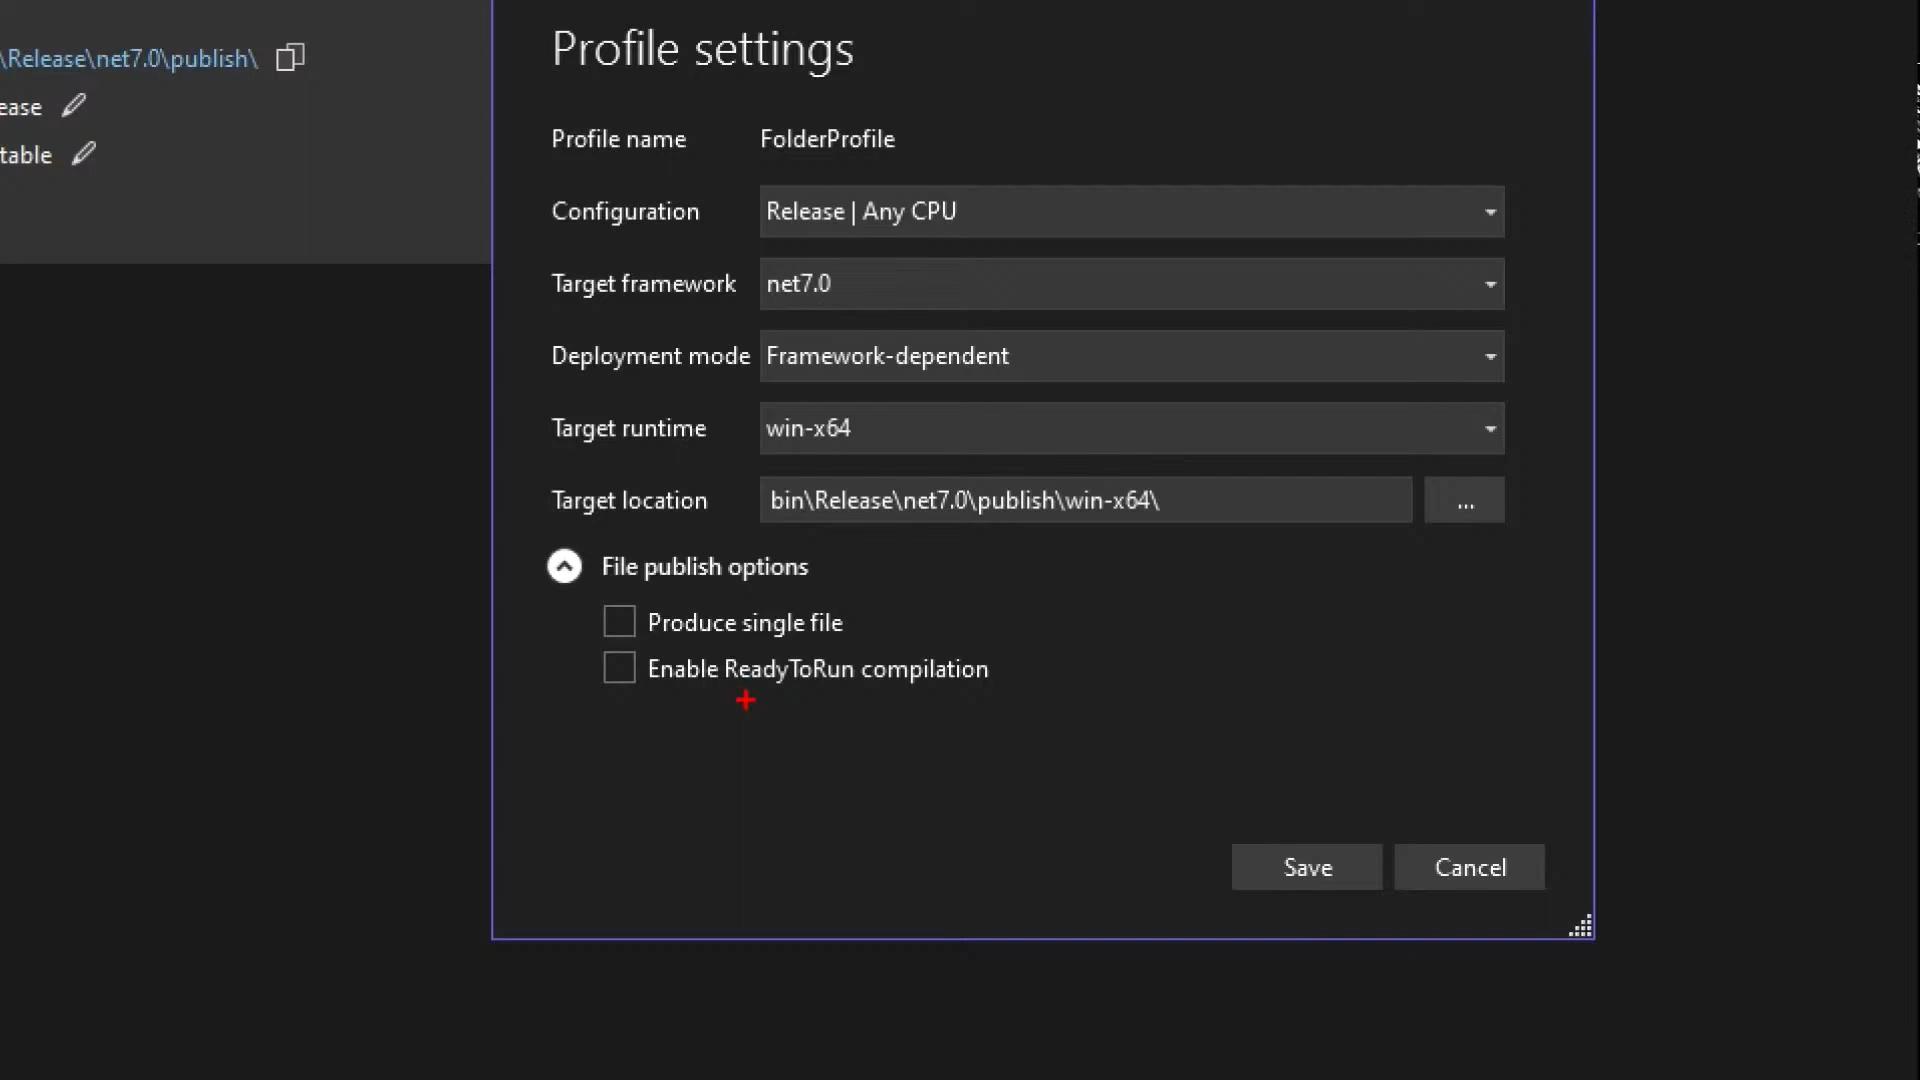 \Release\net7.0\publish\
ease
table
Profile settings
Profile name FolderProfile
Configuration Release | Any CPU
Target framework net7.0
Deployment mode Framework-dependent
Target runtime win-x64
Target location bin\Release\net7.0\publish\win-x64\ ...
File publish options
Produce single file
Enable ReadyToRun compilation
Save Cancel